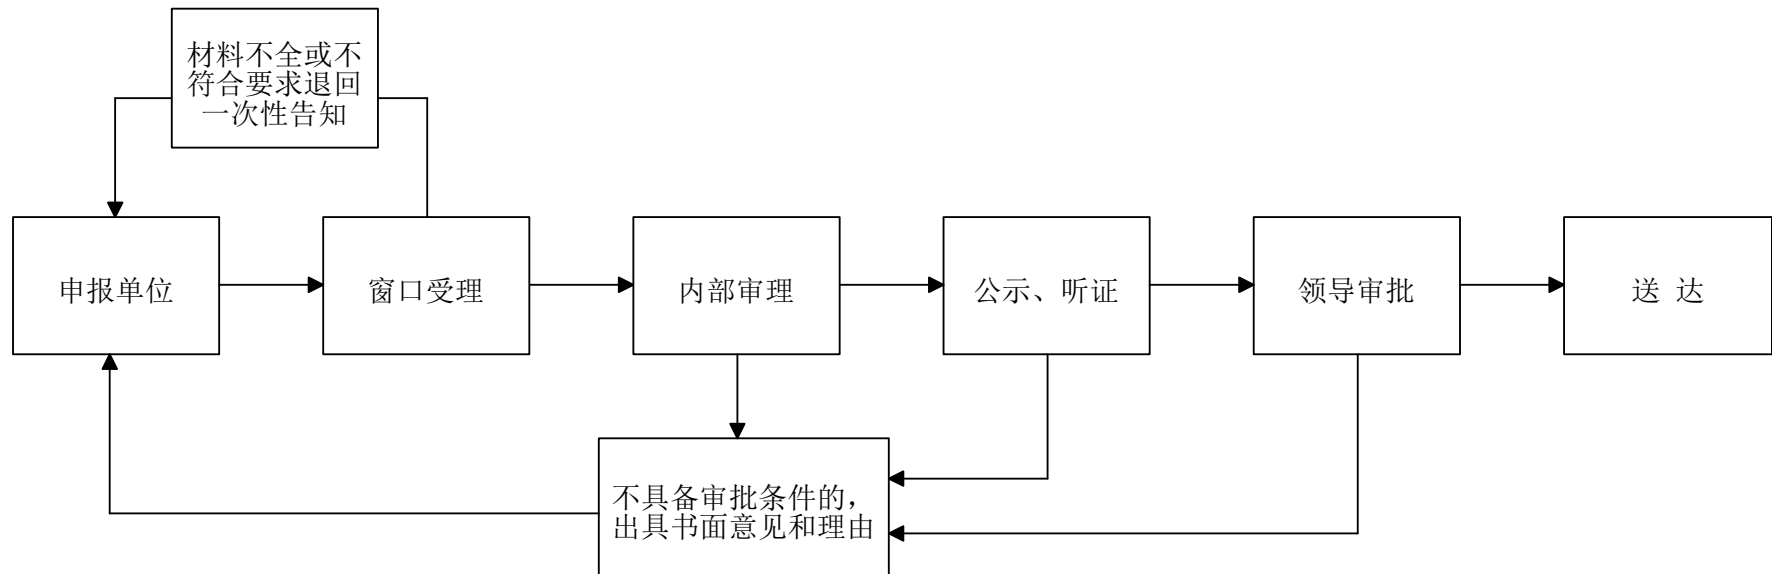 材料不全或不
符合要求退回
一次性告知
申报单位
窗口受理
内部审理
公示、听证
领导审批
送 达
不具备审批条件的，
出具书面意见和理由